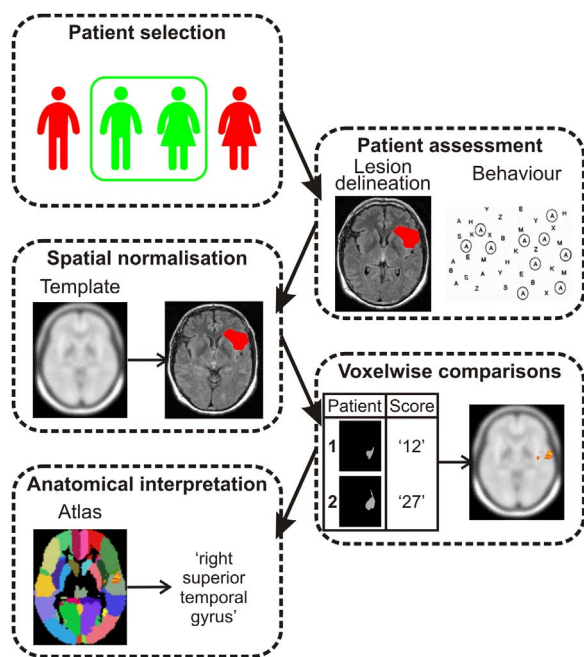 Patient selection
Patient assessment
Lesion
delineation
Behaviour
Spatial normalisation
Template
Voxelwise comparisons
Patient Score
1 '12'
2 '27'
Anatomical interpretation
Atlas
'right
superior
temporal
gyrus'